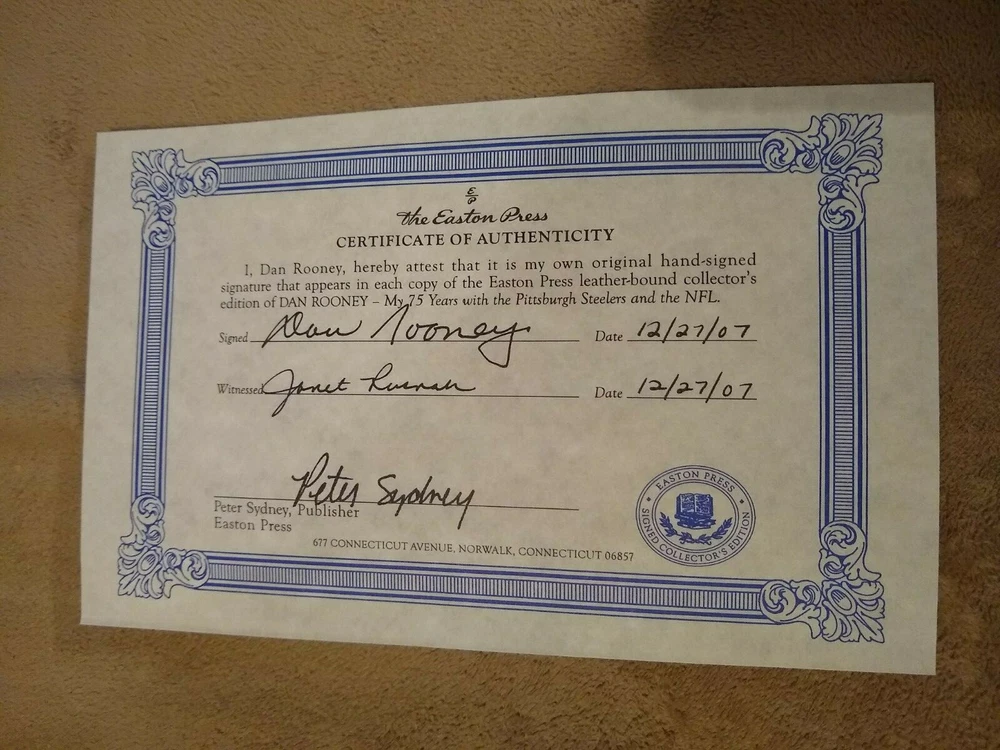 E
P
the Easton Press
CERTIFICATE OF AUTHENTICITY
I, Dan Rooney, hereby attest that it is my own original hand-signed
signature that appears in each copy of the Easton Press leather-bound collector's
edition of DAN ROONEY – My 75 Years with the Pittsburgh Steelers and the NFL.
Signed Dan Rooney Date 12/27/07
Witnessed Janet Date 12/27/07
Peter Sydney
Peter Sydney, Publisher
Easton Press
677 CONNECTICUT AVENUE, NORWALK, CONNECTICUT 06857
EASTON PRESS
SIGNED COLLECTOR'S EDITION